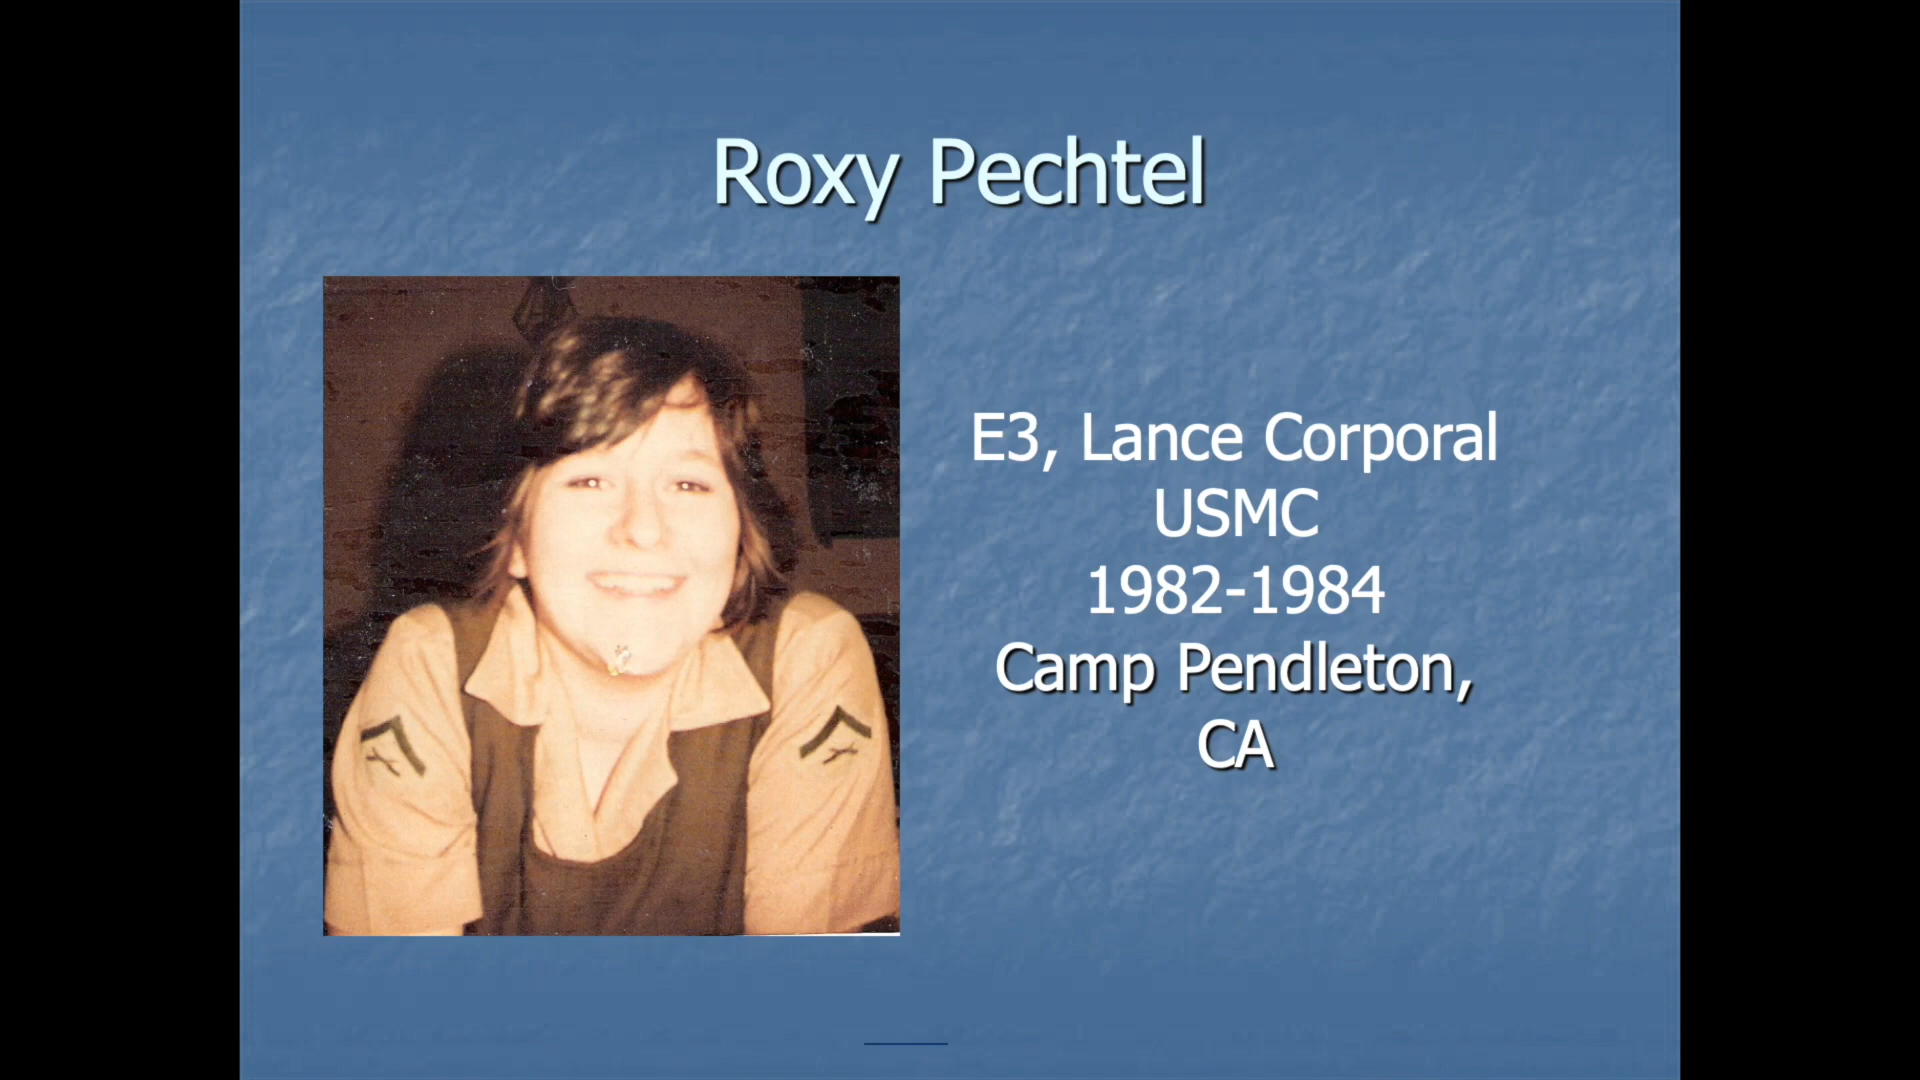 Roxy Pechtel
E3, Lance Corporal
USMC
1982-1984
Camp Pendleton,
CA